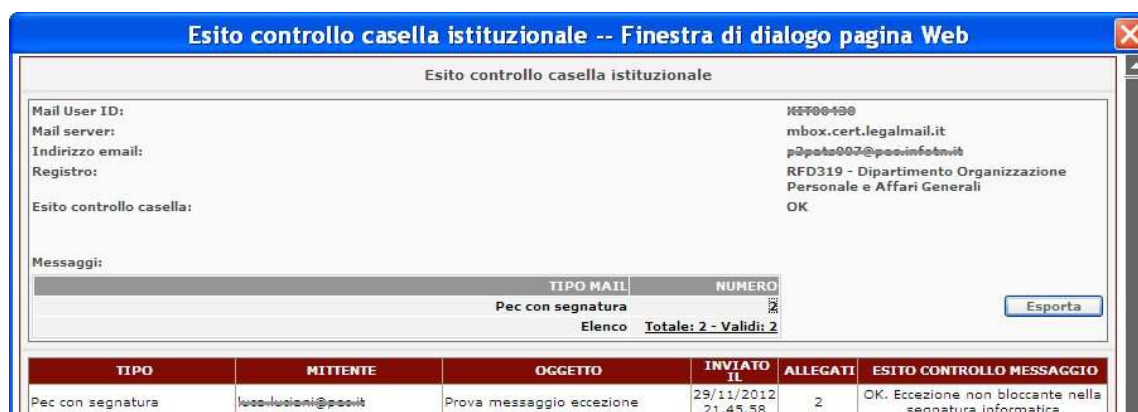 Esito controllo casella istituzionale -- Finestra di dialogo pagina Web
Esito controllo casella istituzionale
Mail User ID:
Mail server: mbox.cert.legalmail.it
Indirizzo email:
Registro: RFD319 - Dipartimento Organizzazione
Personale e Affari Generali
Esito controllo casella: OK
Messaggi:
TIPO MAIL NUMERO
Pec con segnatura 2
Esporta
Elenco Totale: 2 - Validi: 2
TIPO MITTENTE OGGETTO INVIATO IL ALLEGATI ESITO CONTROLLO MESSAGGIO
Pec con segnatura Prova messaggio eccezione 29/11/2012 21.45.58 2 OK. Eccezione non bloccante nella
segnatura informatica